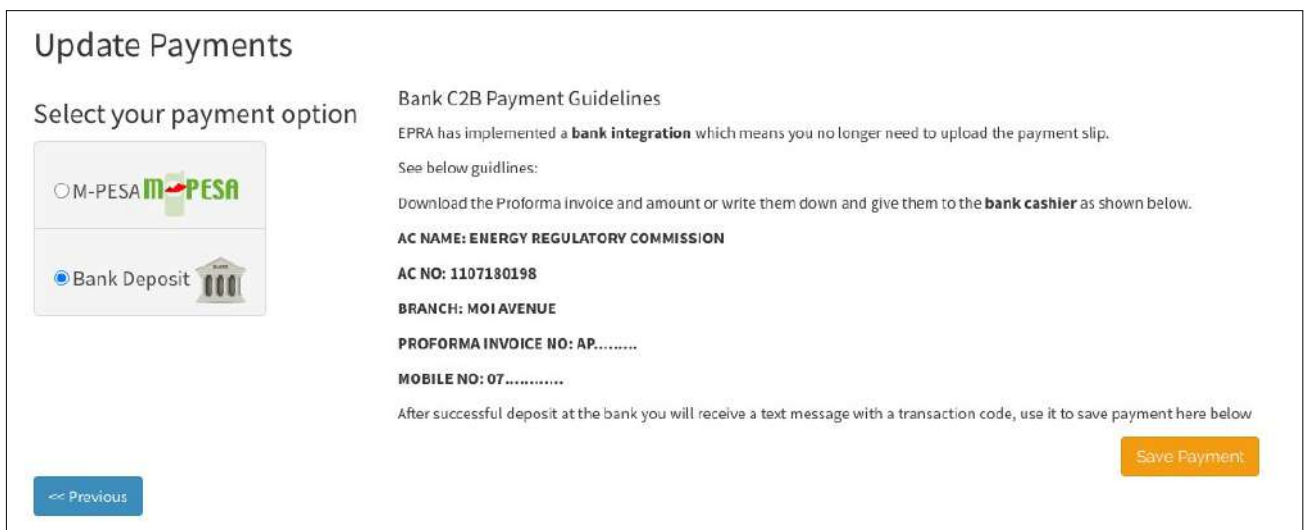 Update Payments
Select your payment option
M-PESA M-PESA
Bank Deposit
Bank C2B Payment Guidelines
EPRA has implemented a bank integration which means you no longer need to upload the payment slip.
See below guidlines:
Download the Proforma invoice and amount or write them down and give them to the bank cashier as shown below.
AC NAME: ENERGY REGULATORY COMMISSION
AC NO: 1107180198
BRANCH: MOI AVENUE
PROFORMA INVOICE NO: AP.........
MOBILE NO: 07............
After successful deposit at the bank you will receive a text message with a transaction code, use it to save payment here below
Save Payment
<< Previous